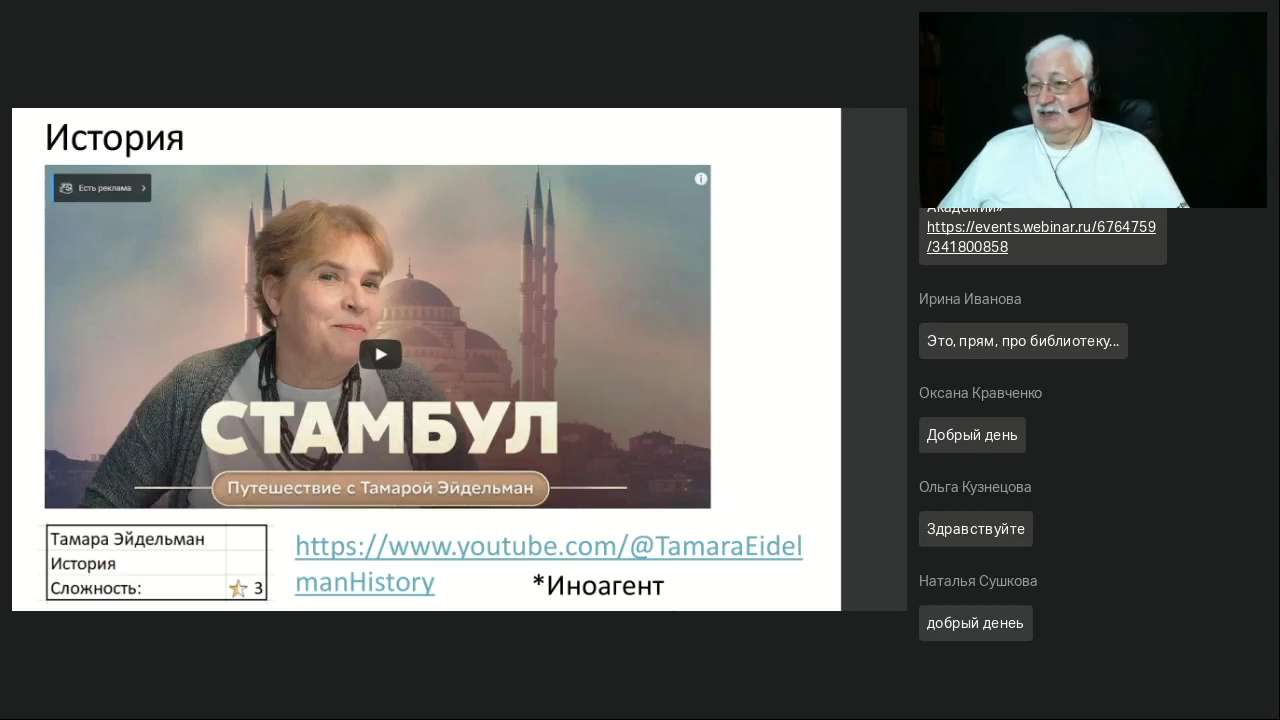 История
Есть реклама
СТАМБУЛ
Путешествие с Тамарой Эйдельман
Тамара Эйдельман
История
Сложность: 3
https://www.youtube.com/@TamaraEidel
manHistory
*Иноагент
Академии»
https://events.webinar.ru/6764759
/341800858
Ирина Иванова
Это, прям, про библиотеку...
Оксана Кравченко
Добрый день
Ольга Кузнецова
Здравствуйте
Наталья Сушкова
добрый денеь